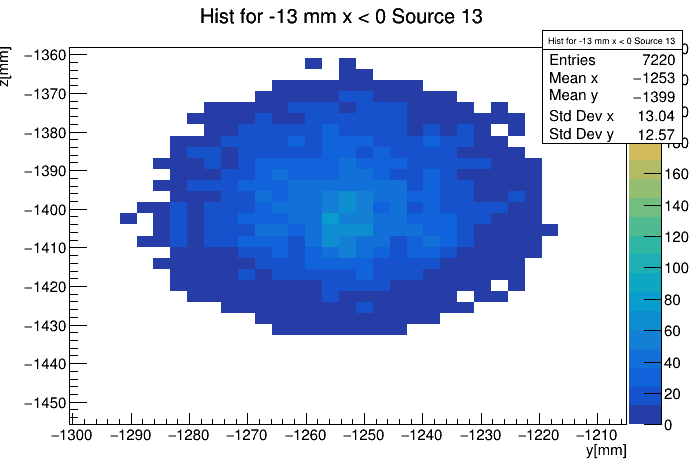 Hist for -13 mm x < 0 Source 13
z[mm]
Hist for -13 mm x < 0 Source 13
Entries 7220
Mean x −1253
Mean y −1399
Std Dev x 13.04
Std Dev y 12.57
−1360
−1370
−1380
−1390
−1400
−1410
−1420
−1430
−1440
−1450
160
140
120
100
80
60
40
20
0
−1300 −1290 −1280 −1270 −1260 −1250 −1240 −1230 −1220 −1210
y[mm]